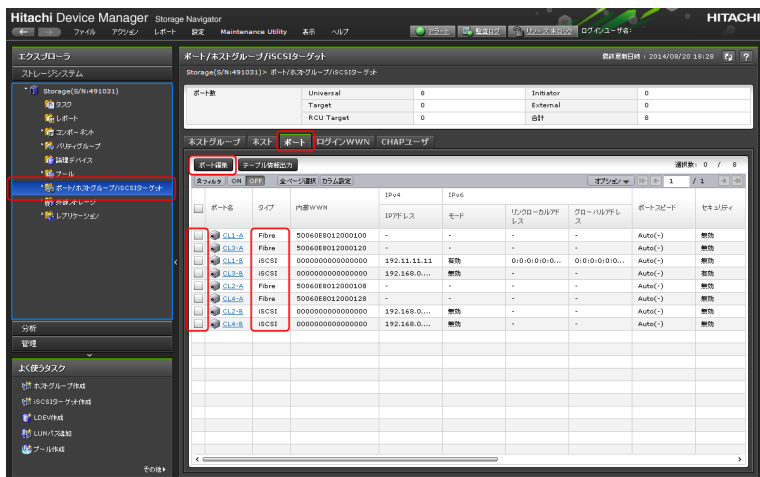 Hitachi Device Manager Storage Navigator
HITACHI
ファイル アクション レポート 設定 Maintenance Utility 表示 ヘルプ
アラート 監査ログ リソース ログインユーザ名:
エクスプローラ
ストレージシステム
Storage(S/N:491031)
タスク
レポート
コンポーネント
パリティグループ
論理デバイス
プール
ポート/ホストグループ/iSCSIターゲット
外部ストレージ
レプリケーション
分析
管理
よく使うタスク
ホストグループ作成
iSCSIターゲット作成
LDEV作成
LUNパス追加
プール作成
その他
ポート/ホストグループ/iSCSIターゲット
最終更新日時 : 2014/08/20 18:28
Storage(S/N:491031)> ポート/ホストグループ/iSCSIターゲット
ポート数 Universal 8 Initiator 0
Target 0 External 0
RCU Target 0 合計 8
ホストグループ ホスト ポート ログインWWN CHAPユーザ
ポート編集 テーブル情報出力 選択数: 0 / 8
フィルタ ON OFF 全ページ選択 カラム設定 オプション 1 / 1
IPv4 IPv6
ポート名 タイプ 内部WWN IPアドレス モード リンクローカルアドレス グローバルアドレス ポートスピード セキュリティ
CL1-A Fibre 50060E8012000100 - - - - Auto(-) 無効
CL3-A Fibre 50060E8012000120 - - - - Auto(-) 無効
CL1-B iSCSI 0000000000000000 192.11.11.11 有効 0:0:0:0:0... 0:0:0:0:0... Auto(-) 無効
CL3-B iSCSI 0000000000000000 192.168.0.... 無効 - - Auto(-) 有効
CL2-A Fibre 50060E8012000108 - - - - Auto(-) 無効
CL4-A Fibre 50060E8012000128 - - - - Auto(-) 無効
CL2-B iSCSI 0000000000000000 192.168.0.... 無効 - - Auto(-) 無効
CL4-B iSCSI 0000000000000000 192.168.0.... 無効 - - Auto(-) 無効